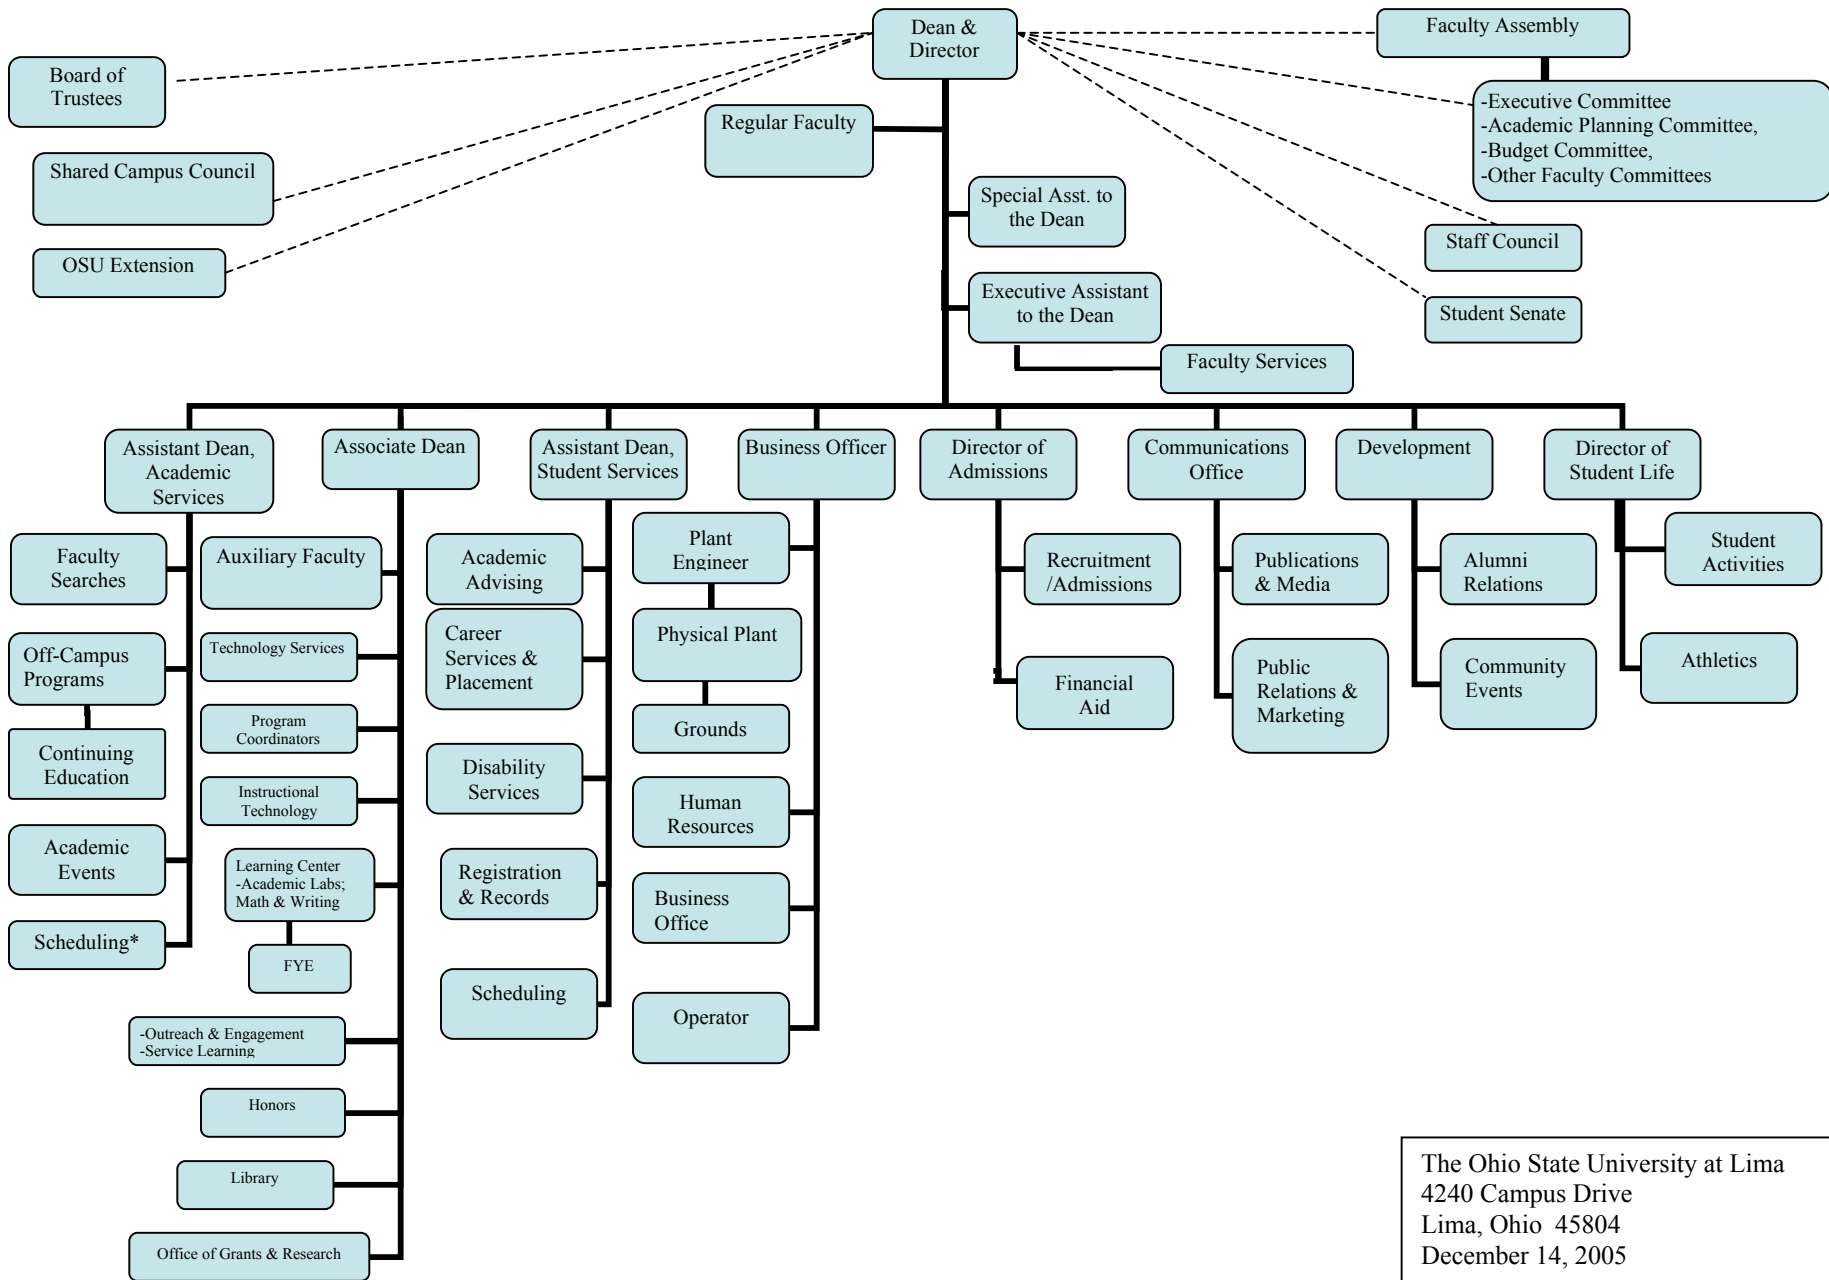 Dean &
Director
Faculty Assembly
Board of
Trustees
-Executive Committee
-Academic Planning Committee,
-Budget Committee,
-Other Faculty Committees
Regular Faculty
Shared Campus Council
Special Asst. to
the Dean
Staff Council
OSU Extension
Executive Assistant
to the Dean
Student Senate
Faculty Services
Assistant Dean,
Academic
Services
Associate Dean
Assistant Dean,
Student Services
Business Officer
Director of
Admissions
Communications
Office
Development
Director of
Student Life
Faculty
Searches
Off-Campus
Programs
Continuing
Education
Academic
Events
Scheduling*
Auxiliary Faculty
Technology Services
Program
Coordinators
Instructional
Technology
Learning Center
-Academic Labs;
Math & Writing
FYE
-Outreach & Engagement
-Service Learning
Honors
Library
Office of Grants & Research
Academic
Advising
Career
Services &
Placement
Disability
Services
Registration
& Records
Scheduling
Plant
Engineer
Physical Plant
Grounds
Human
Resources
Business
Office
Operator
Recruitment
/Admissions
Financial
Aid
Publications
& Media
Public
Relations &
Marketing
Alumni
Relations
Community
Events
Student
Activities
Athletics
The Ohio State University at Lima
4240 Campus Drive
Lima, Ohio  45804
December 14, 2005